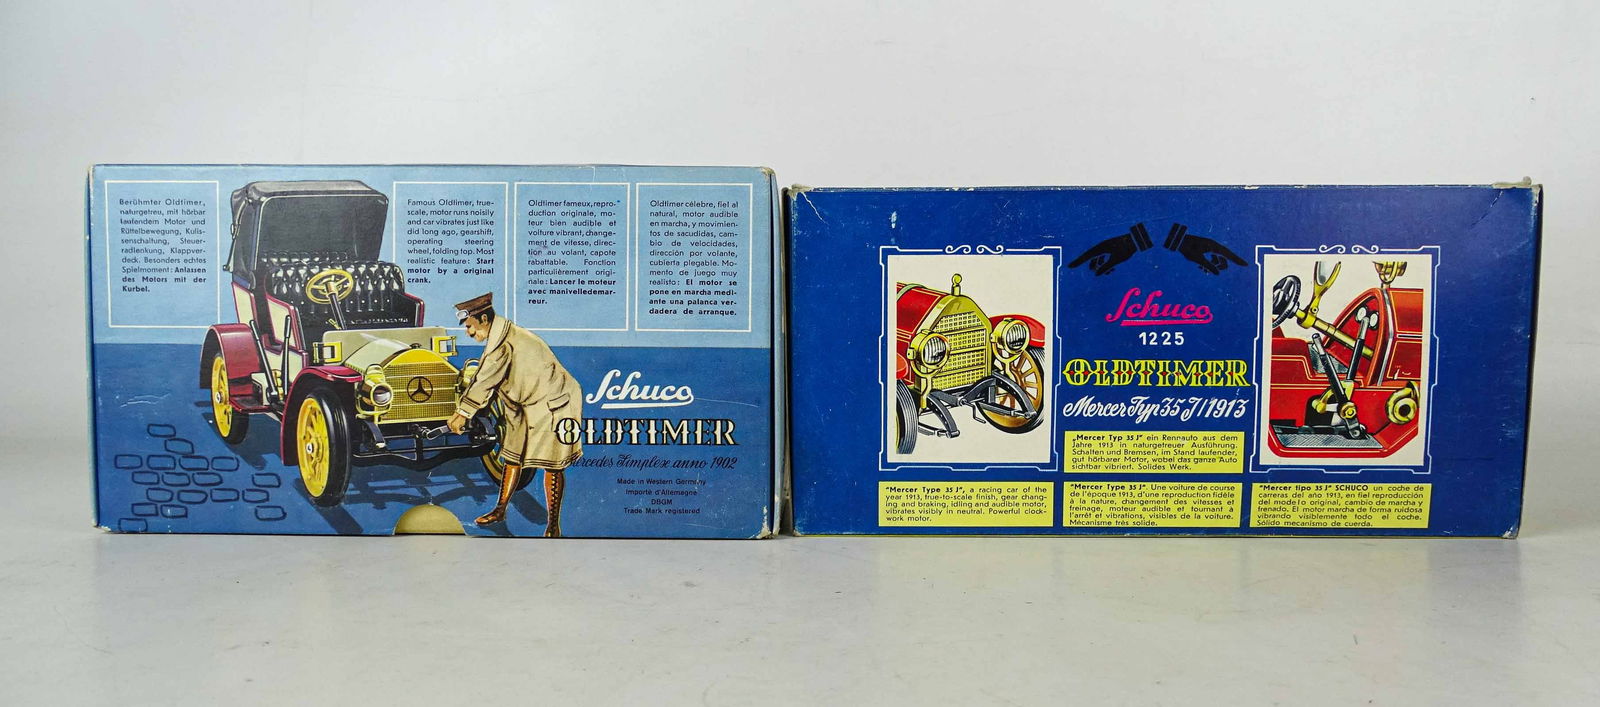 Berühmter Oldtimer,
naturgetreu, mit hörbar
laufendem Motor und
Rüttelbewegung, Kulis-
senschaltung, Steuer-
radlenkung, Klappver-
deck. Besonders echtes
Spielmoment: Anlassen
des Motors mit der
Kurbel.
Famous Oldtimer, true-
scale, motor runs noisily
and car vibrates just like
did long ago, gearshift,
operating steering
wheel, folding top. Most
realistic feature: Start
motor by a original
crank.
Oldtimer fameux, repro-
duction originale, mo-
teur bien audible et
voiture vibrant, change-
ment de vitesse, direc-
tion au volant, capote
rabattable. Fonction
particulièrement origi-
nale: Lancer le moteur
avec manivelledemar-
reur.
Oldtimer célebre, fiel al
natural, motor audible
en marcha, y movimien-
tos de sacudidas, cam-
bio de velocidades,
dirección por volante,
cubierta plegable. Mo-
mento de juego muy
realisto: El motor se
pone en marcha medi-
ante una palanca ver-
dadera de arranque.
Schuco
OLDTIMER
Mercedes Simplex anno 1902
Made in Western Germany
Importé d'Allemagne
DBGM
Trade Mark registered
Schuco
1225
OLDTIMER
Mercer Typ 35 J/1913
„Mercer Typ 35 J" ein Rennauto aus dem
Jahre 1913 in naturgetreuer Ausführung.
Schalten und Bremsen, im Stand laufender,
gut hörbarer Motor, wobei das ganze Auto
sichtbar vibriert. Solides Werk.
"Mercer Type 35 J", a racing car of the
year 1913, true-to-scale finish, gear chang-
ing and braking, idling and audible motor,
vibrates visibly in neutral. Powerful clock-
work motor.
"Mercer Type 35 J". Une voiture de course
de l'époque 1913, d'une reproduction fidèle
à la nature, changement des vitesses et
freinage, moteur audible et tournant à
l'arrêt et vibrations, visibles de la voiture.
Mécanisme très solide.
"Mercer tipo 35 J" SCHUCO un coche de
carreras del año 1913, en fiel reproducción
del modelo original, cambio de marcha y
frenado. El motor marcha de forma ruidosa
vibrando visiblemente todo el coche.
Sólido mecanismo de cuerda.